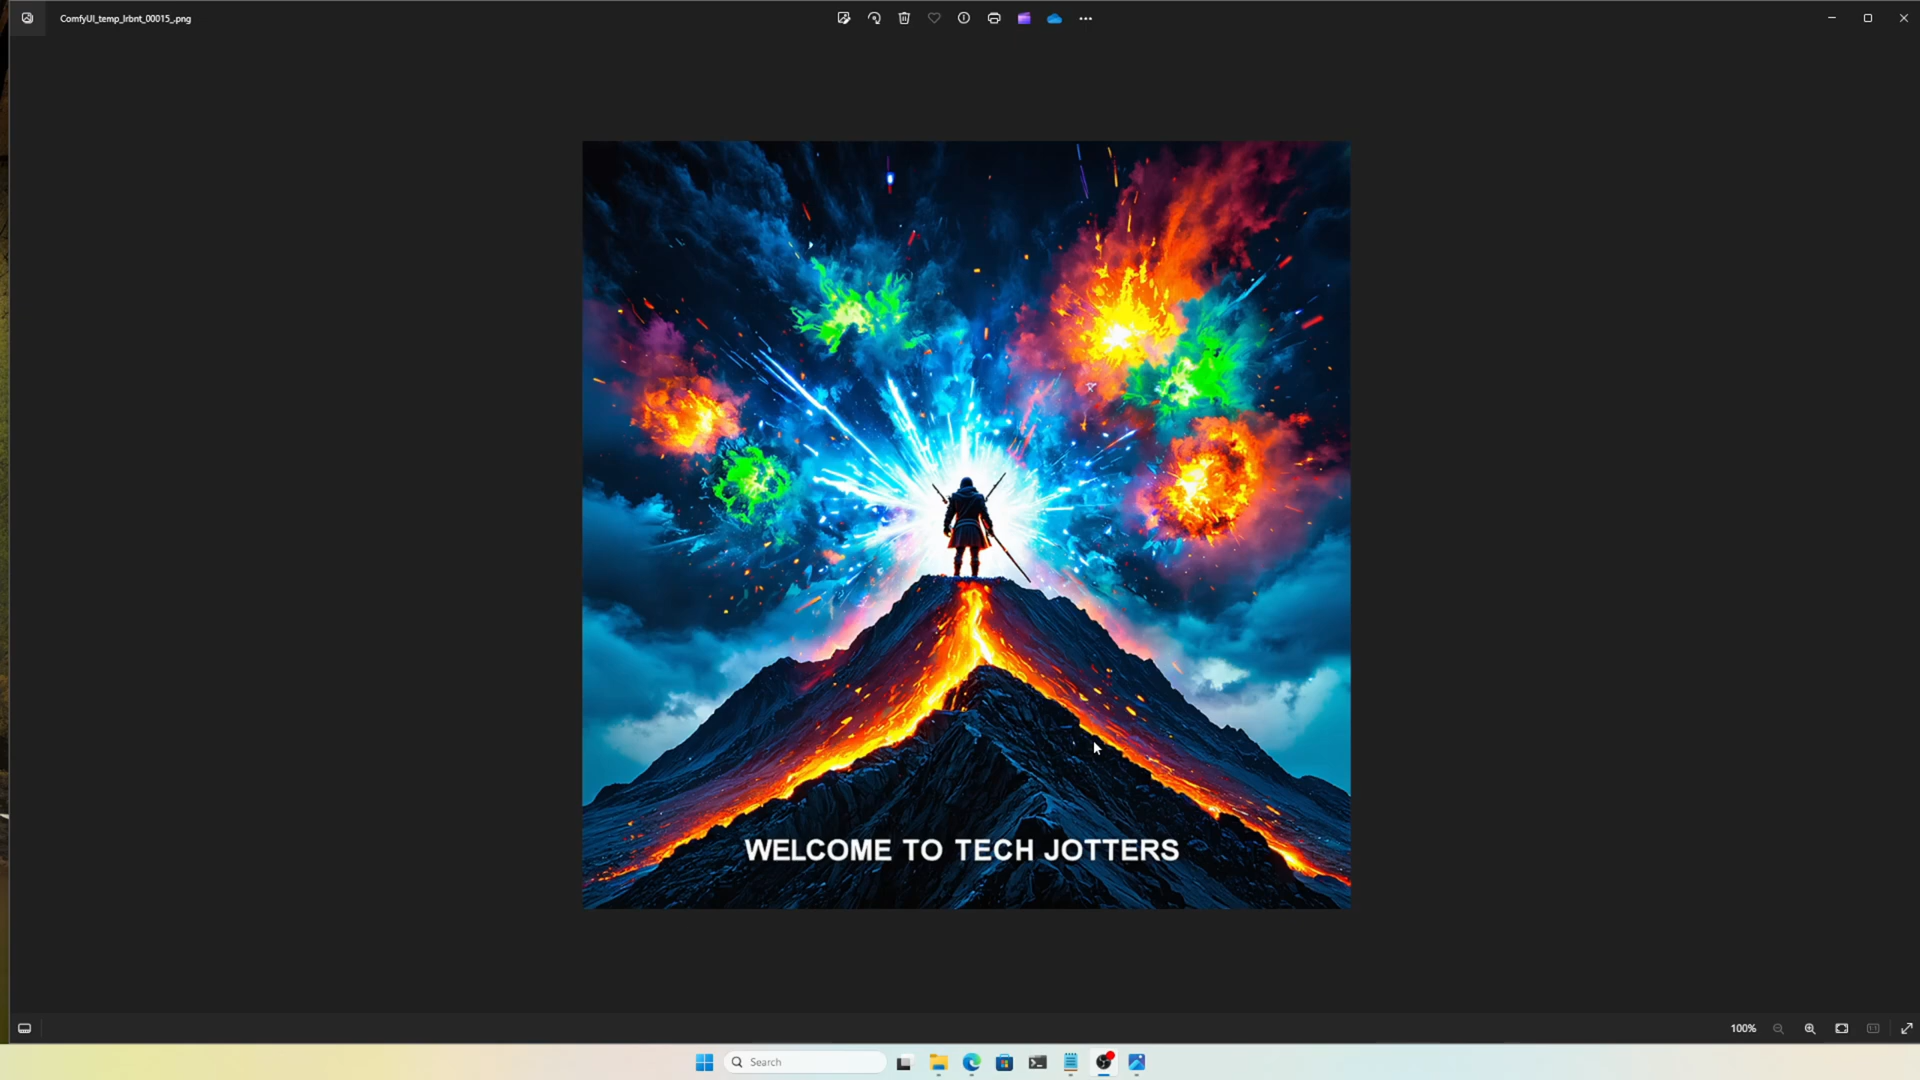 ComfyUI_temp_lrbnt_00015_.png
WELCOME TO TECH JOTTERS
100%
Search